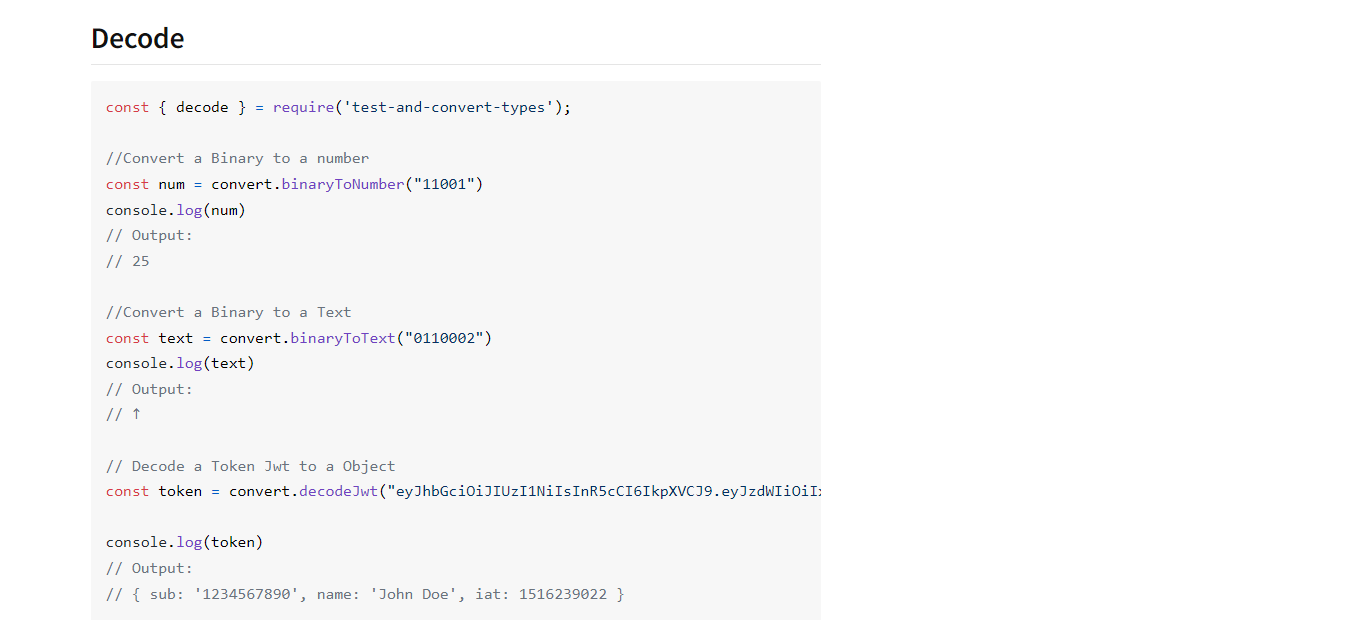 Decode
const { decode } = require('test-and-convert-types');
//Convert a Binary to a number
const num = convert.binaryToNumber("11001")
console.log(num)
// Output:
// 25
//Convert a Binary to a Text
const text = convert.binaryToText("0110002")
console.log(text)
// Output:
// ↑
// Decode a Token Jwt to a Object
const token = convert.decodeJwt("eyJhbGciOiJIUzI1NiIsInR5cCI6IkpXVCJ9.eyJzdWIiOiIx
console.log(token)
// Output:
// { sub: '1234567890', name: 'John Doe', iat: 1516239022 }